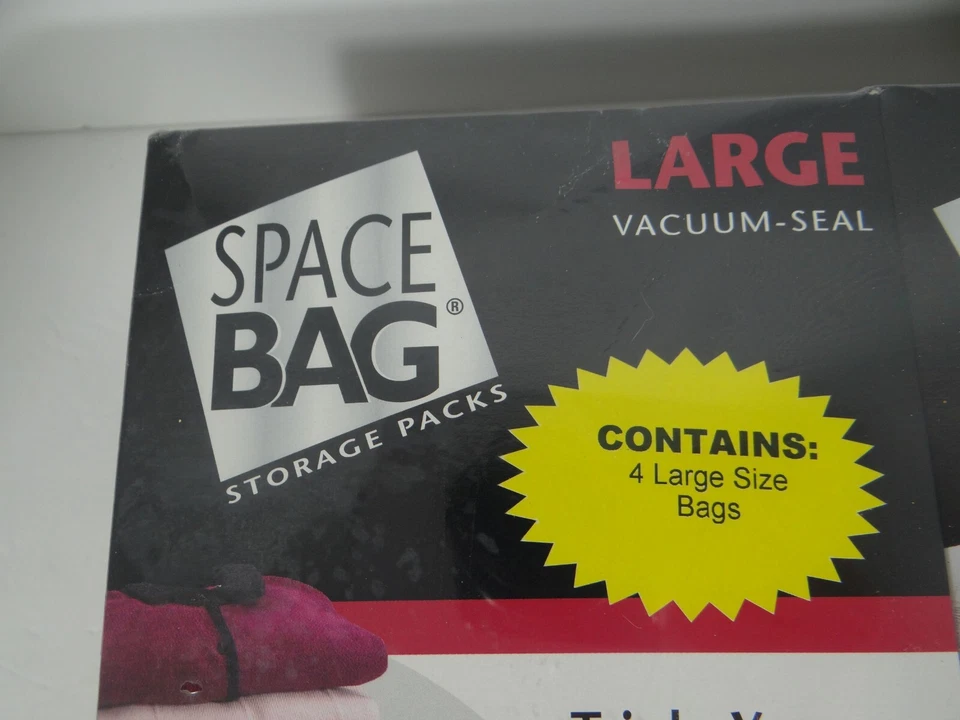 LARGE
VACUUM-SEAL
SPACE
BAG®
STORAGE PACKS
CONTAINS:
4 Large Size
Bags